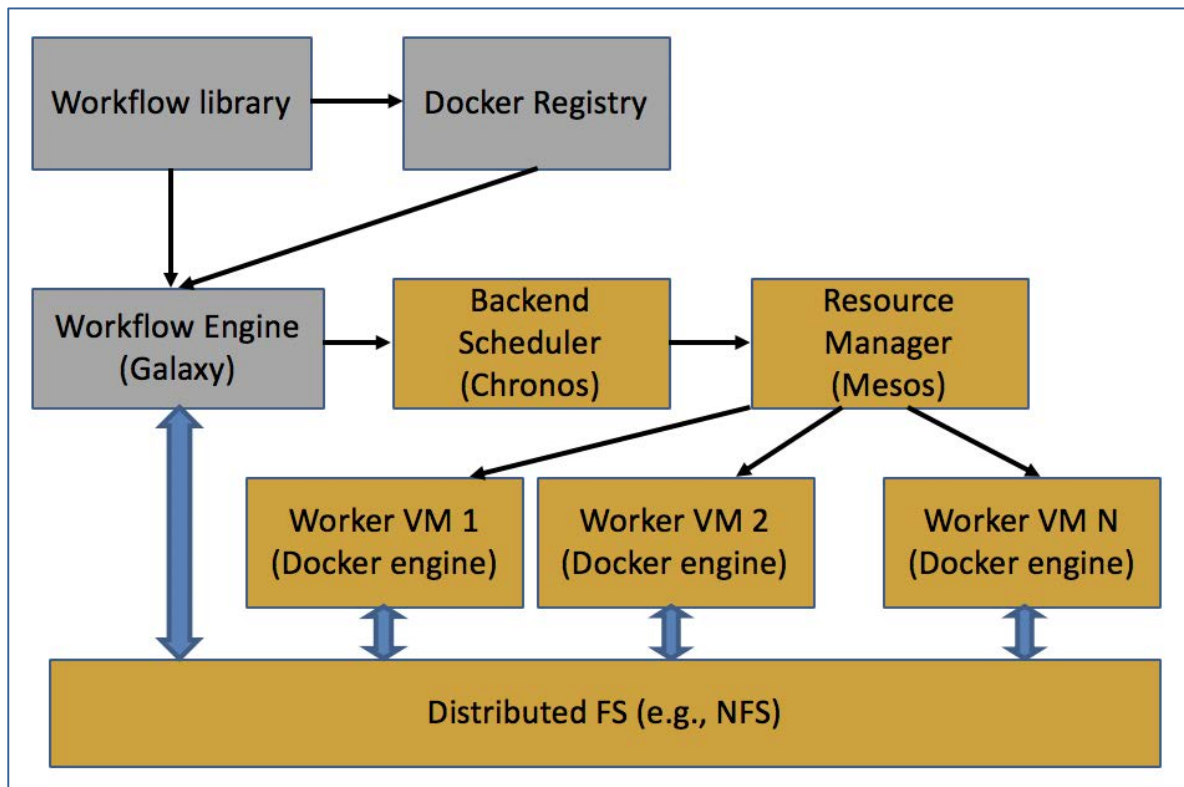 Workflow library
Docker Registry
Workflow Engine
(Galaxy)
Backend
Scheduler
(Chronos)
Resource
Manager
(Mesos)
Worker VM 1
(Docker engine)
Worker VM 2
(Docker engine)
Worker VM N
(Docker engine)
Distributed FS (e.g., NFS)